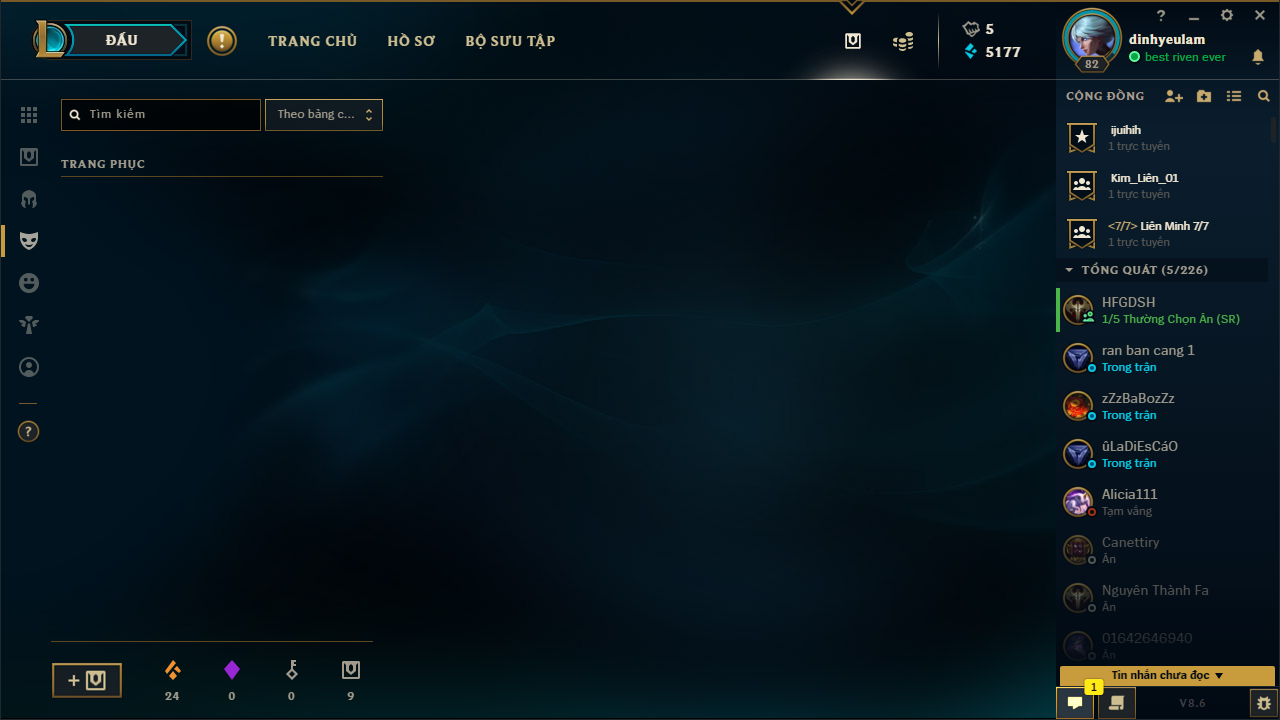 ĐẤU
!
TRANG CHỦ
HỒ SƠ
BỘ SƯU TẬP
5
5177
?
82
dinhyeulam
best riven ever
CỘNG ĐỒNG
Tìm kiếm
Theo bảng c...
TRANG PHỤC
?
ijuihih
1 trực tuyến
Kim_Liên_01
1 trực tuyến
<7/7> Liên Minh 7/7
1 trực tuyến
TỔNG QUÁT (5/226)
HFGDSH
1/5 Thường Chọn Ẩn (SR)
ran ban cang 1
Trong trận
zZzBaBozZz
Trong trận
ûLaDiEsCáO
Trong trận
Alicia111
Tạm vắng
Canettiry
Ẩn
Nguyên Thành Fa
Ẩn
01642646940
Ẩn
Tin nhắn chưa đọc
1
V8.6
+
24
0
0
9